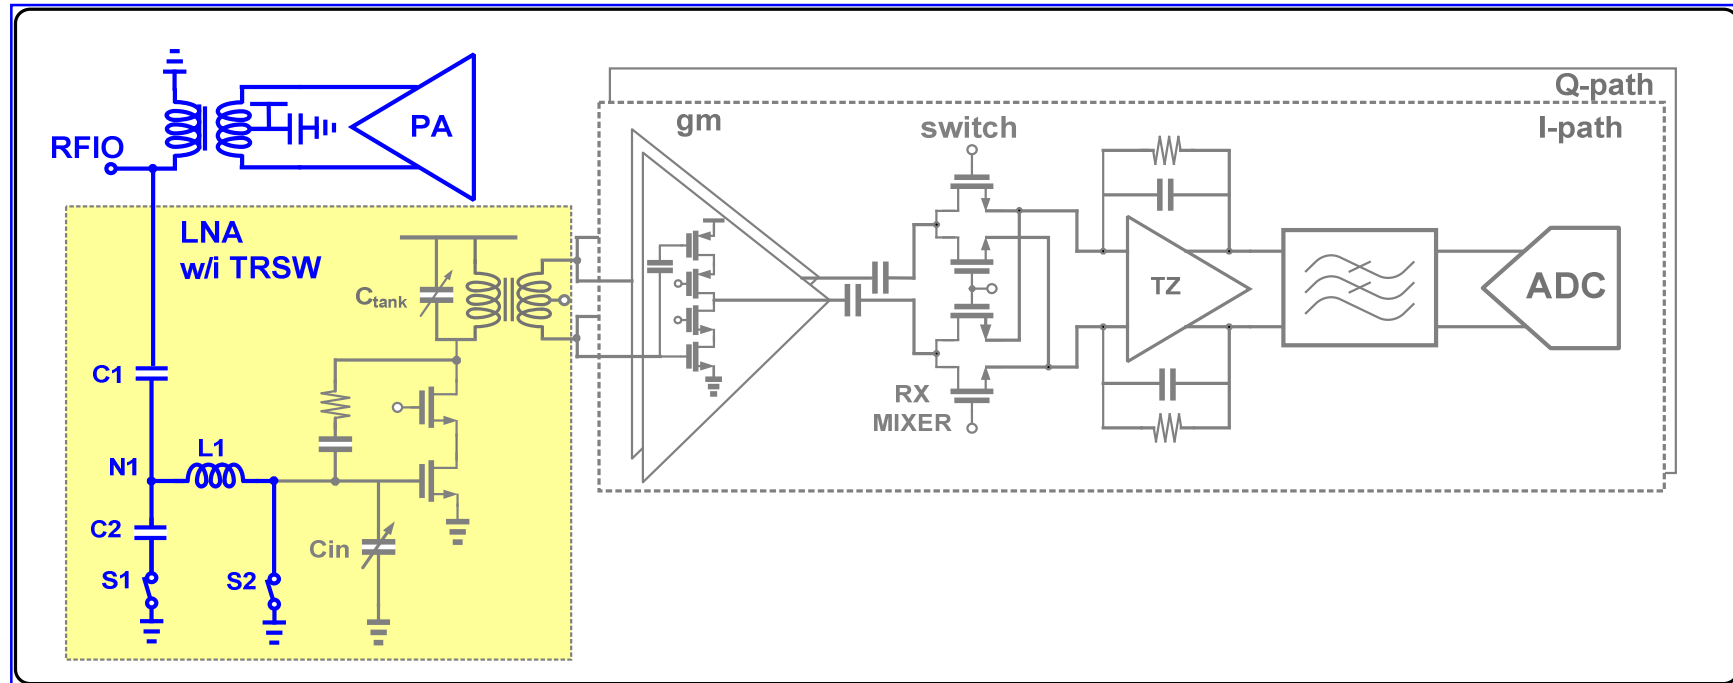 Q-path
I-path
gm
switch
PA
RFIO
LNA
w/i TRSW
Ctank
TZ
ADC
C1
RX
MIXER
N1
L1
C2
Cin
S1
S2